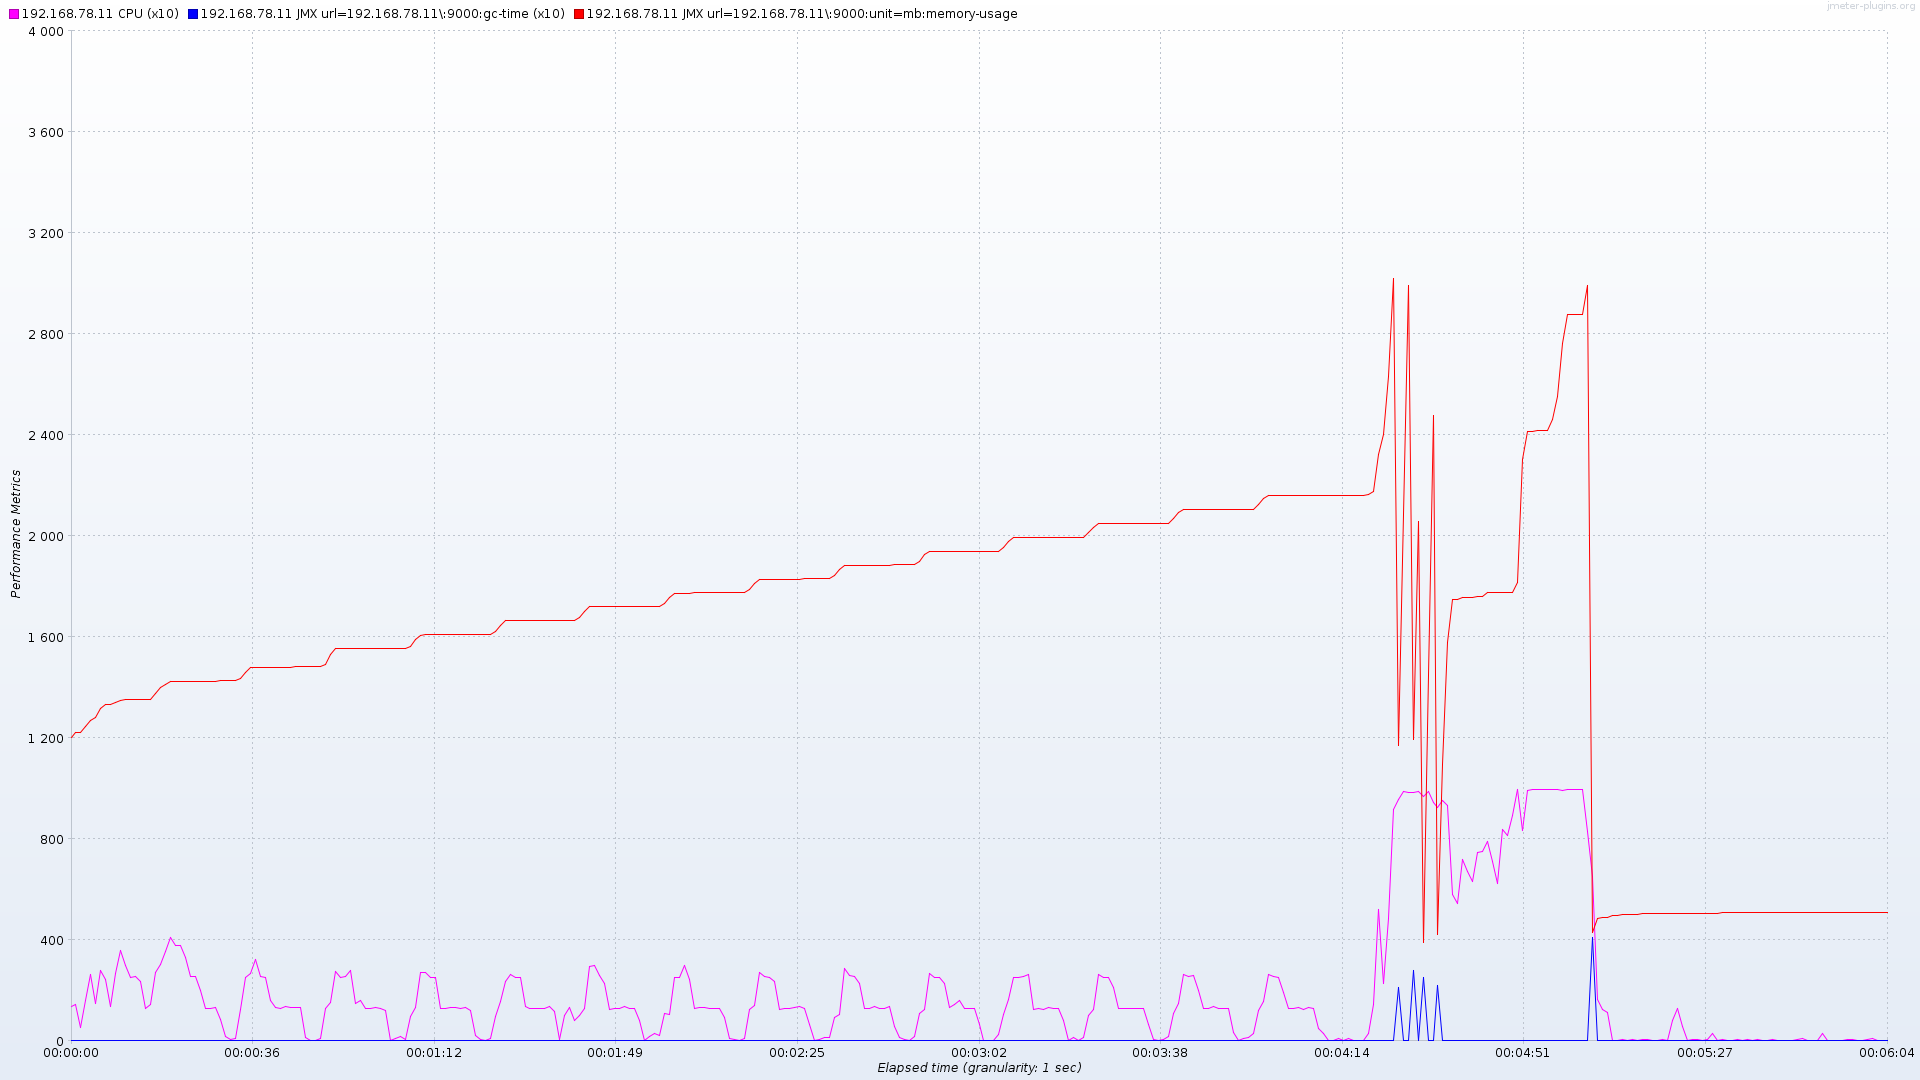 192.168.78.11 CPU (x10) 192.168.78.11 JMX url=192.168.78.11\:9000:gc-time (x10) 192.168.78.11 JMX url=192.168.78.11\:9000:unit=mb:memory-usage
jmeter-plugins.org
4 000
3 600
3 200
2 800
2 400
2 000
1 600
1 200
800
400
0
Performance Metrics
00:00:00 00:00:36 00:01:12 00:01:49 00:02:25 00:03:02 00:03:38 00:04:14 00:04:51 00:05:27 00:06:04
Elapsed time (granularity: 1 sec)